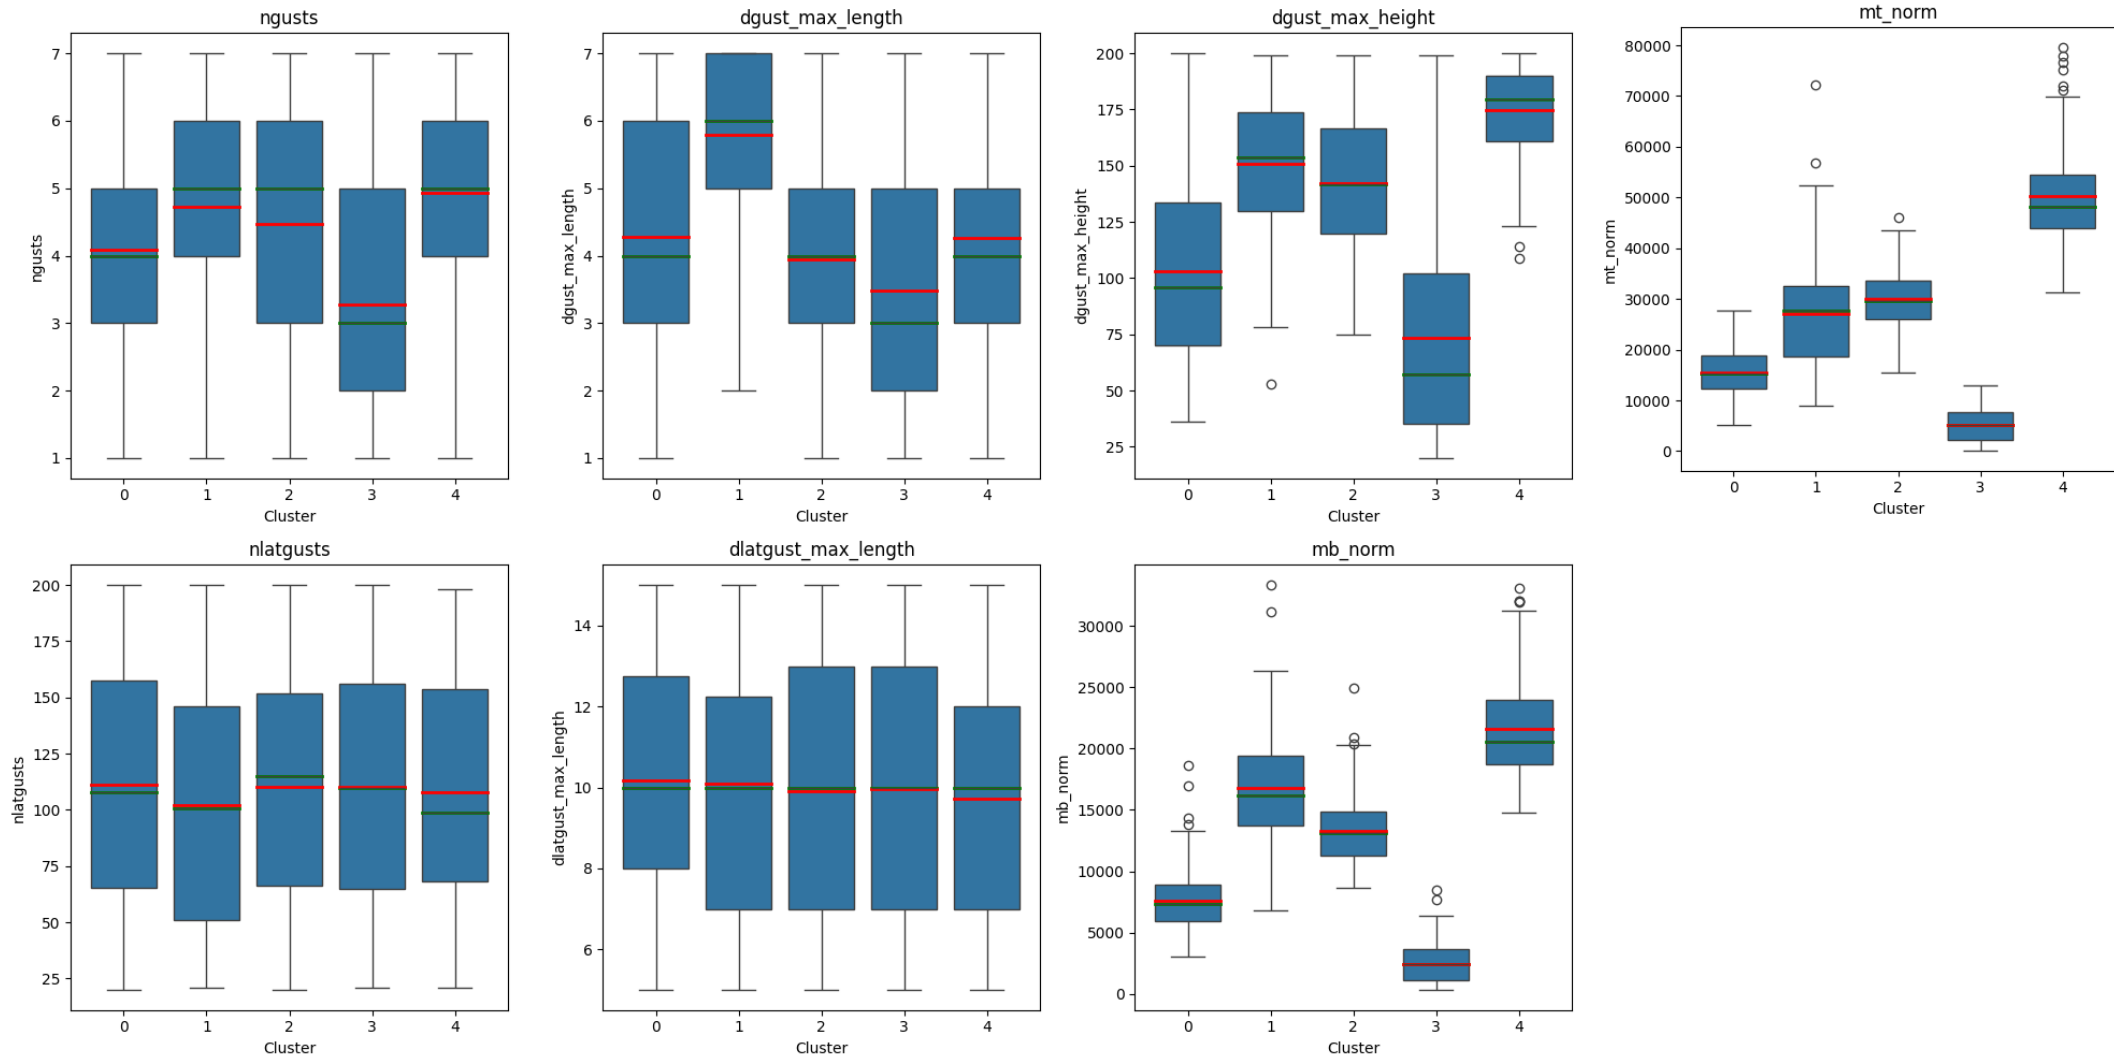 ngusts
7
6
5
4
3
2
1
ngusts
0 1 2 3 4
Cluster
dgust_max_length
7
6
5
4
3
2
1
dgust_max_length
0 1 2 3 4
Cluster
dgust_max_height
200
175
150
125
100
75
50
25
dgust_max_height
0 1 2 3 4
Cluster
mt_norm
80000
70000
60000
50000
40000
30000
20000
10000
0
mt_norm
0 1 2 3 4
Cluster
nlatgusts
200
175
150
125
100
75
50
25
nlatgusts
0 1 2 3 4
Cluster
dlatgust_max_length
14
12
10
8
6
dlatgust_max_length
0 1 2 3 4
Cluster
mb_norm
30000
25000
20000
15000
10000
5000
0
mb_norm
0 1 2 3 4
Cluster